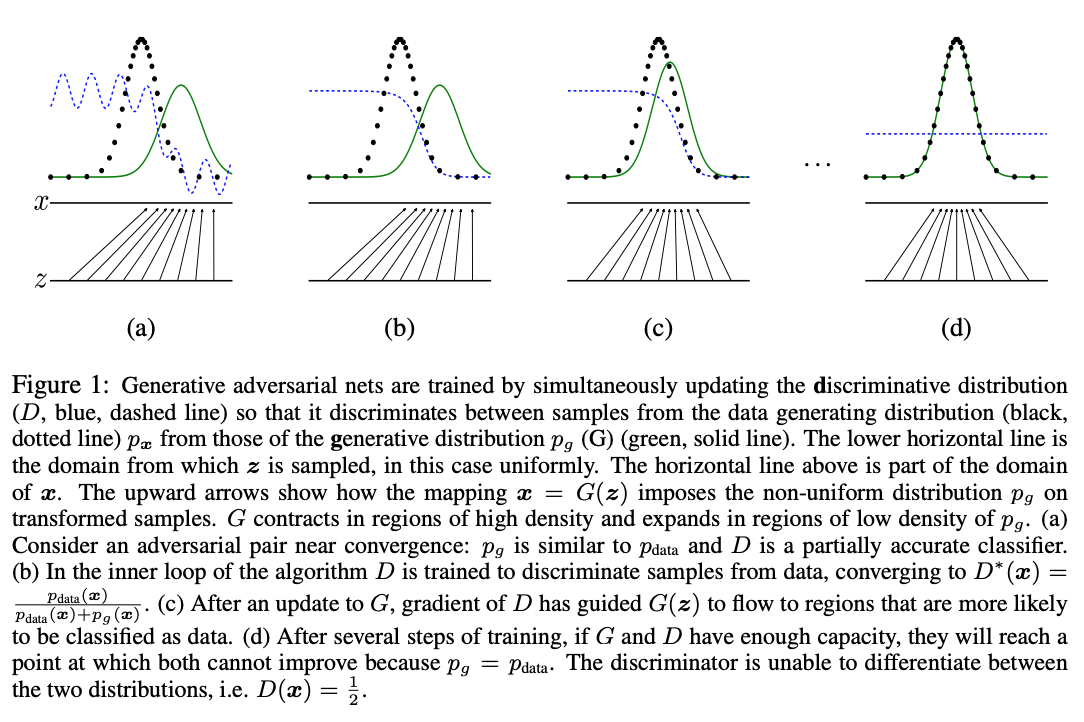 ...
x
z
(a) (b) (c) (d)
Figure 1: Generative adversarial nets are trained by simultaneously updating the discriminative distribution
(D, blue, dashed line) so that it discriminates between samples from the data generating distribution (black,
dotted line) pₓ from those of the generative distribution p_g (G) (green, solid line). The lower horizontal line is
the domain from which z is sampled, in this case uniformly. The horizontal line above is part of the domain
of x. The upward arrows show how the mapping x = G(z) imposes the non-uniform distribution p_g on
transformed samples. G contracts in regions of high density and expands in regions of low density of p_g. (a)
Consider an adversarial pair near convergence: p_g is similar to p_data and D is a partially accurate classifier.
(b) In the inner loop of the algorithm D is trained to discriminate samples from data, converging to D*(x) =
p_data(x) / (p_data(x)+p_g(x)). (c) After an update to G, gradient of D has guided G(z) to flow to regions that are more likely
to be classified as data. (d) After several steps of training, if G and D have enough capacity, they will reach a
point at which both cannot improve because p_g = p_data. The discriminator is unable to differentiate between
the two distributions, i.e. D(x) = 1/2.